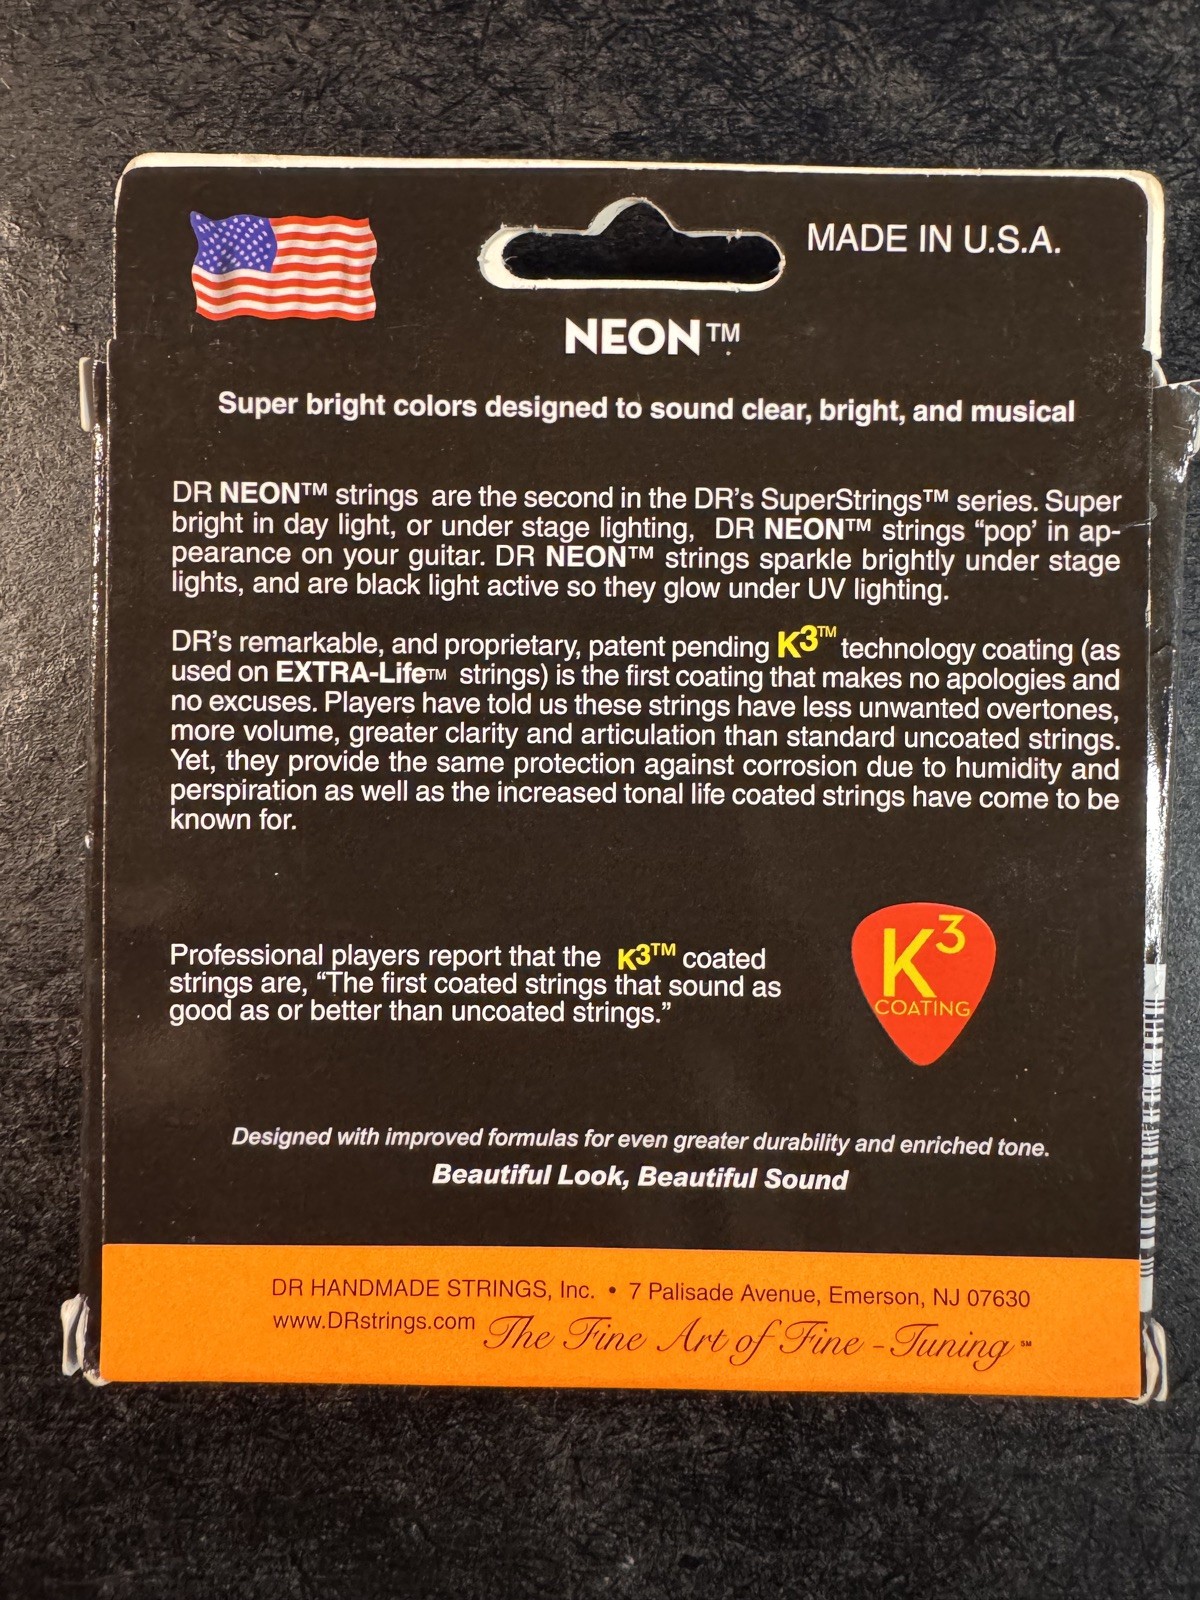 MADE IN U.S.A.
NEON™
Super bright colors designed to sound clear, bright, and musical
DR NEON™ strings are the second in the DR's SuperStrings™ series. Super
bright in day light, or under stage lighting, DR NEON™ strings “pop’ in ap-
pearance on your guitar. DR NEON™ strings sparkle brightly under stage
lights, and are black light active so they glow under UV lighting.
DR's remarkable, and proprietary, patent pending K3™ technology coating (as
used on EXTRA-Life™ strings) is the first coating that makes no apologies and
no excuses. Players have told us these strings have less unwanted overtones,
more volume, greater clarity and articulation than standard uncoated strings.
Yet, they provide the same protection against corrosion due to humidity and
perspiration as well as the increased tonal life coated strings have come to be
known for.
Professional players report that the K3™ coated
strings are, “The first coated strings that sound as
good as or better than uncoated strings.”
K3
COATING
Designed with improved formulas for even greater durability and enriched tone.
Beautiful Look, Beautiful Sound
DR HANDMADE STRINGS, Inc. • 7 Palisade Avenue, Emerson, NJ 07630
www.DRstrings.com The Fine Art of Fine-Tuning℠